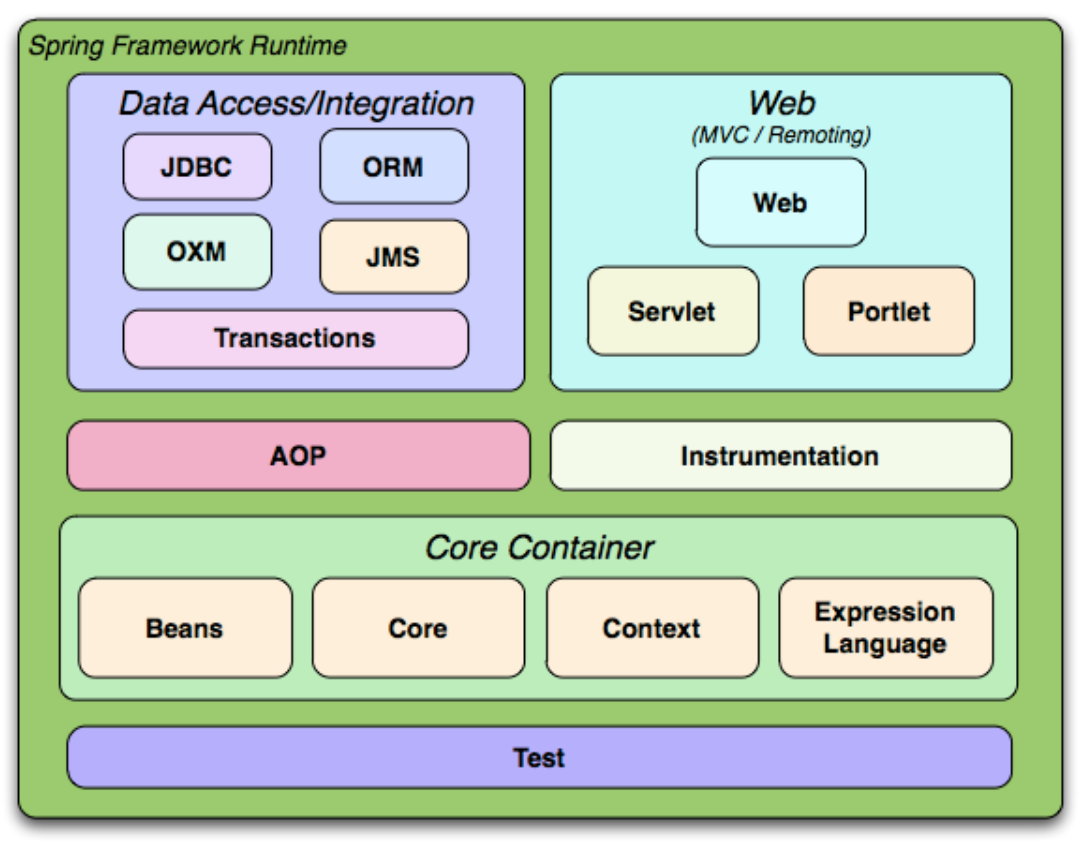 Spring Framework Runtime
Data Access/Integration
JDBC
ORM
OXM
JMS
Transactions
Web
(MVC / Remoting)
Web
Servlet
Portlet
AOP
Instrumentation
Core Container
Beans
Core
Context
Expression
Language
Test